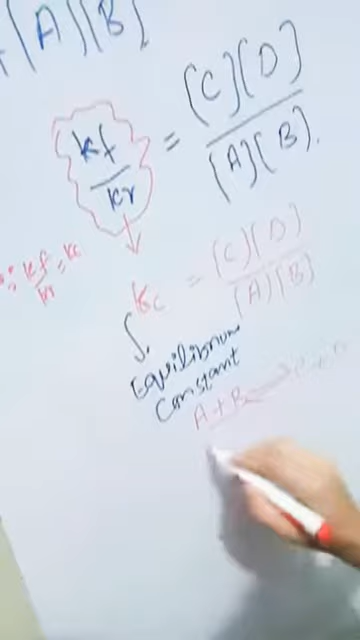 [A][B]
kf/kr = [C][D]/[A][B].
∵ kf/kr = kc
kc = [C][D]/[A][B]
Equilibrium
Constant
A+B